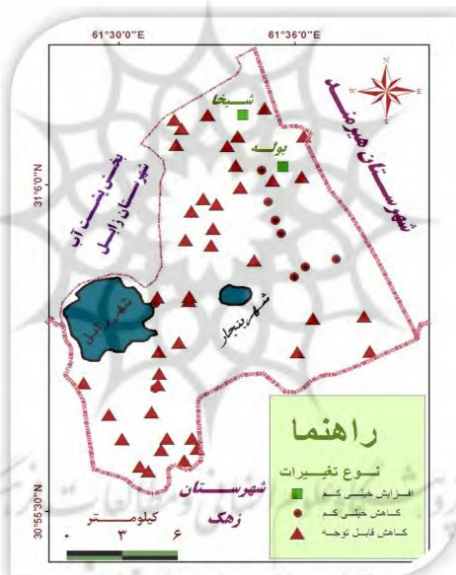 61°30'0"E
61°36'0"E
شیخا
شهرستان هیرمند
بوله
31°6'0"N
بخش پشت آب
شهرستان زابل
شهر زابل
شهر بنجار
راهنما
نوع تغییرات
افزایش خیلی کم
کاهش خیلی کم
کاهش قابل توجه
شهرستان
زهک
30°55'30"N
کیلومتر
۰ ۳ ۶